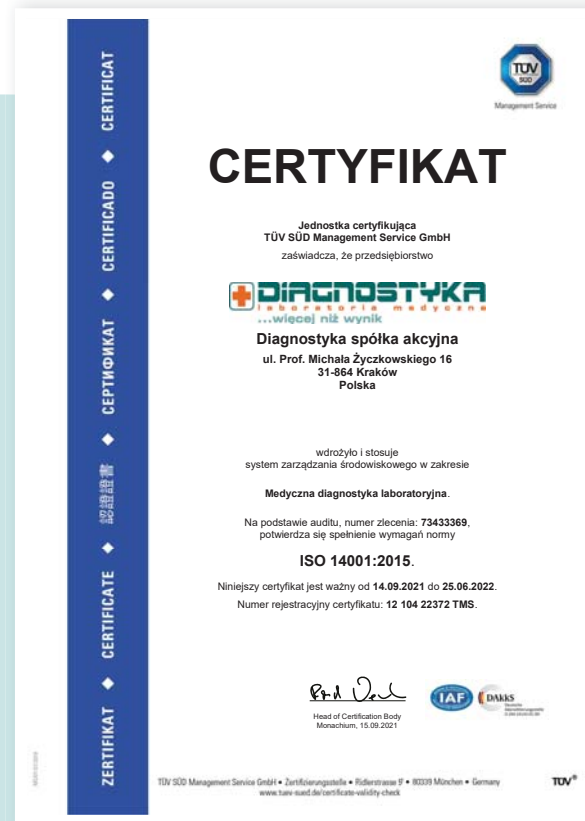 TÜV
SÜD
Management Service
CERTYFIKAT
Jednostka certyfikująca
TÜV SÜD Management Service GmbH
zaświadcza, że przedsiębiorstwo
DIAGNOSTYKA
laboratoria medyczne
...więcej niż wynik
Diagnostyka spółka akcyjna
ul. Prof. Michała Życzkowskiego 16
31-864 Kraków
Polska
wdrożyło i stosuje
system zarządzania środowiskowego w zakresie
Medyczna diagnostyka laboratoryjna.
Na podstawie auditu, numer zlecenia: 73433369,
potwierdza się spełnienie wymagań normy
ISO 14001:2015.
Niniejszy certyfikat jest ważny od 14.09.2021 do 25.06.2022.
Numer rejestracyjny certyfikatu: 12 104 22372 TMS.
Head of Certification Body
Monachium, 15.09.2021
IAF
DAkkS
Deutsche
Akkreditierungsstelle
ZERTIFIKAT ◆ CERTIFICATE ◆ 認證證書 ◆ СЕРТИФИКАТ ◆ CERTIFICADO ◆ CERTIFICAT
TÜV SÜD Management Service GmbH • Zertifizierungsstelle • Ridlerstrasse • 80339 München • Germany
www.tuev-sued.de/certificate-validity-check
TÜV®